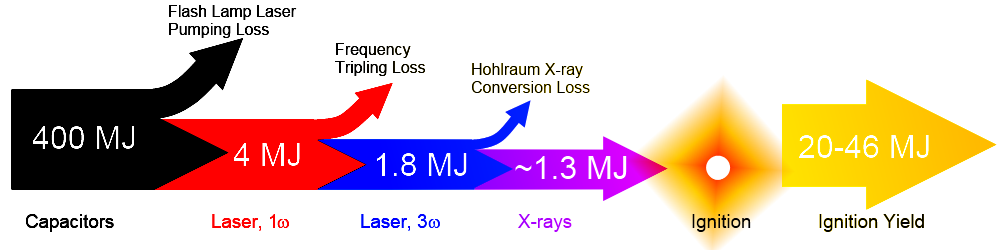 Flash Lamp Laser
Pumping Loss
Frequency
Tripling Loss
Hohlraum X-ray
Conversion Loss
400 MJ
4 MJ
1.8 MJ
~1.3 MJ
20-46 MJ
Capacitors
Laser, 1ω
Laser, 3ω
X-rays
Ignition
Ignition Yield